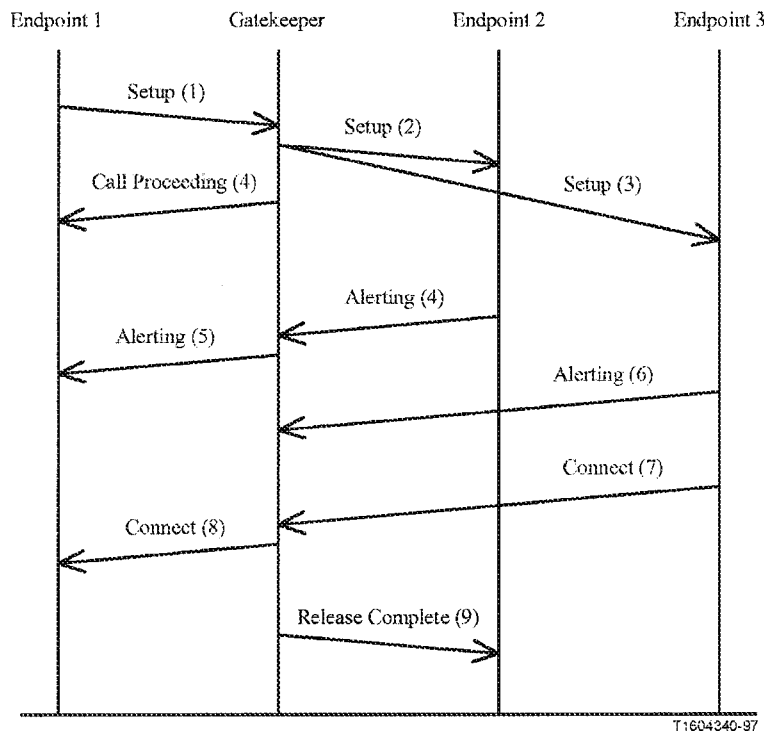 Endpoint 1 Gatekeeper Endpoint 2 Endpoint 3
Setup (1)
Setup (2)
Call Proceeding (4)
Setup (3)
Alerting (4)
Alerting (5)
Alerting (6)
Connect (7)
Connect (8)
Release Complete (9)
T1604340-97